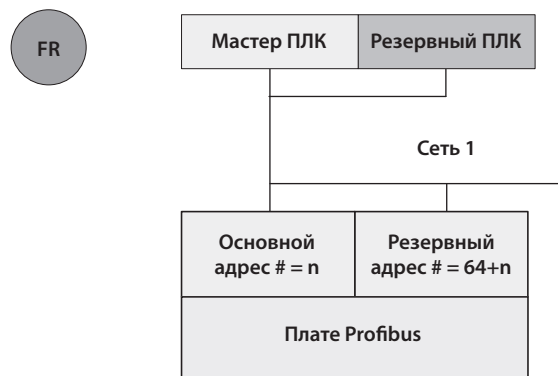 FR
Мастер ПЛК
Резервный ПЛК
Сеть 1
Основной
адрес # = n
Резервный
адрес # = 64+n
Плате Profibus